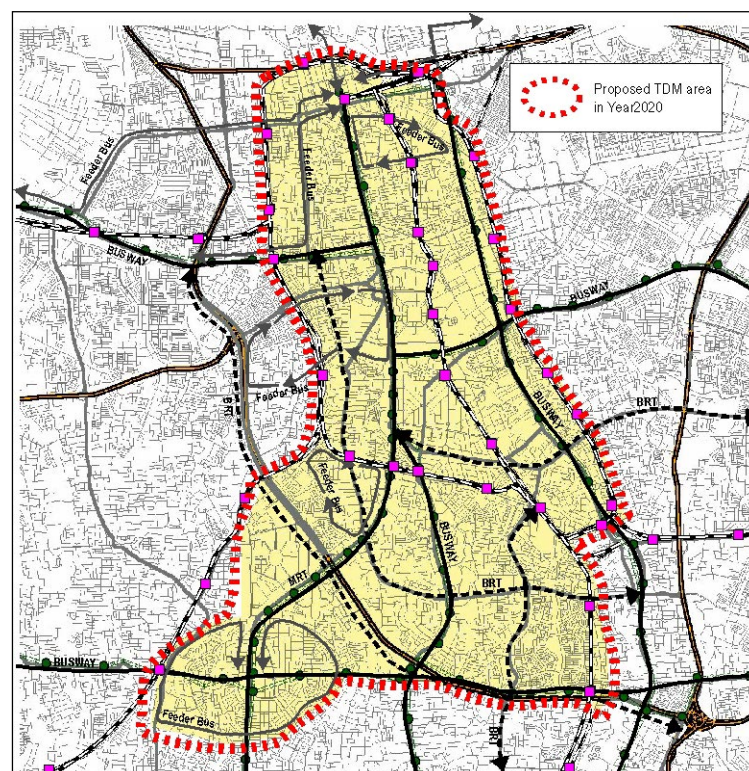 Proposed TDM area
in Year2020
Feeder Bus
Feeder Bus
Feeder Bus
BUSWAY
BUSWAY
Feeder Bus
BRT
BUSWAY
BRT
Feeder Bus
BUSWAY
MRT
BRT
BUSWAY
Feeder Bus
BRT